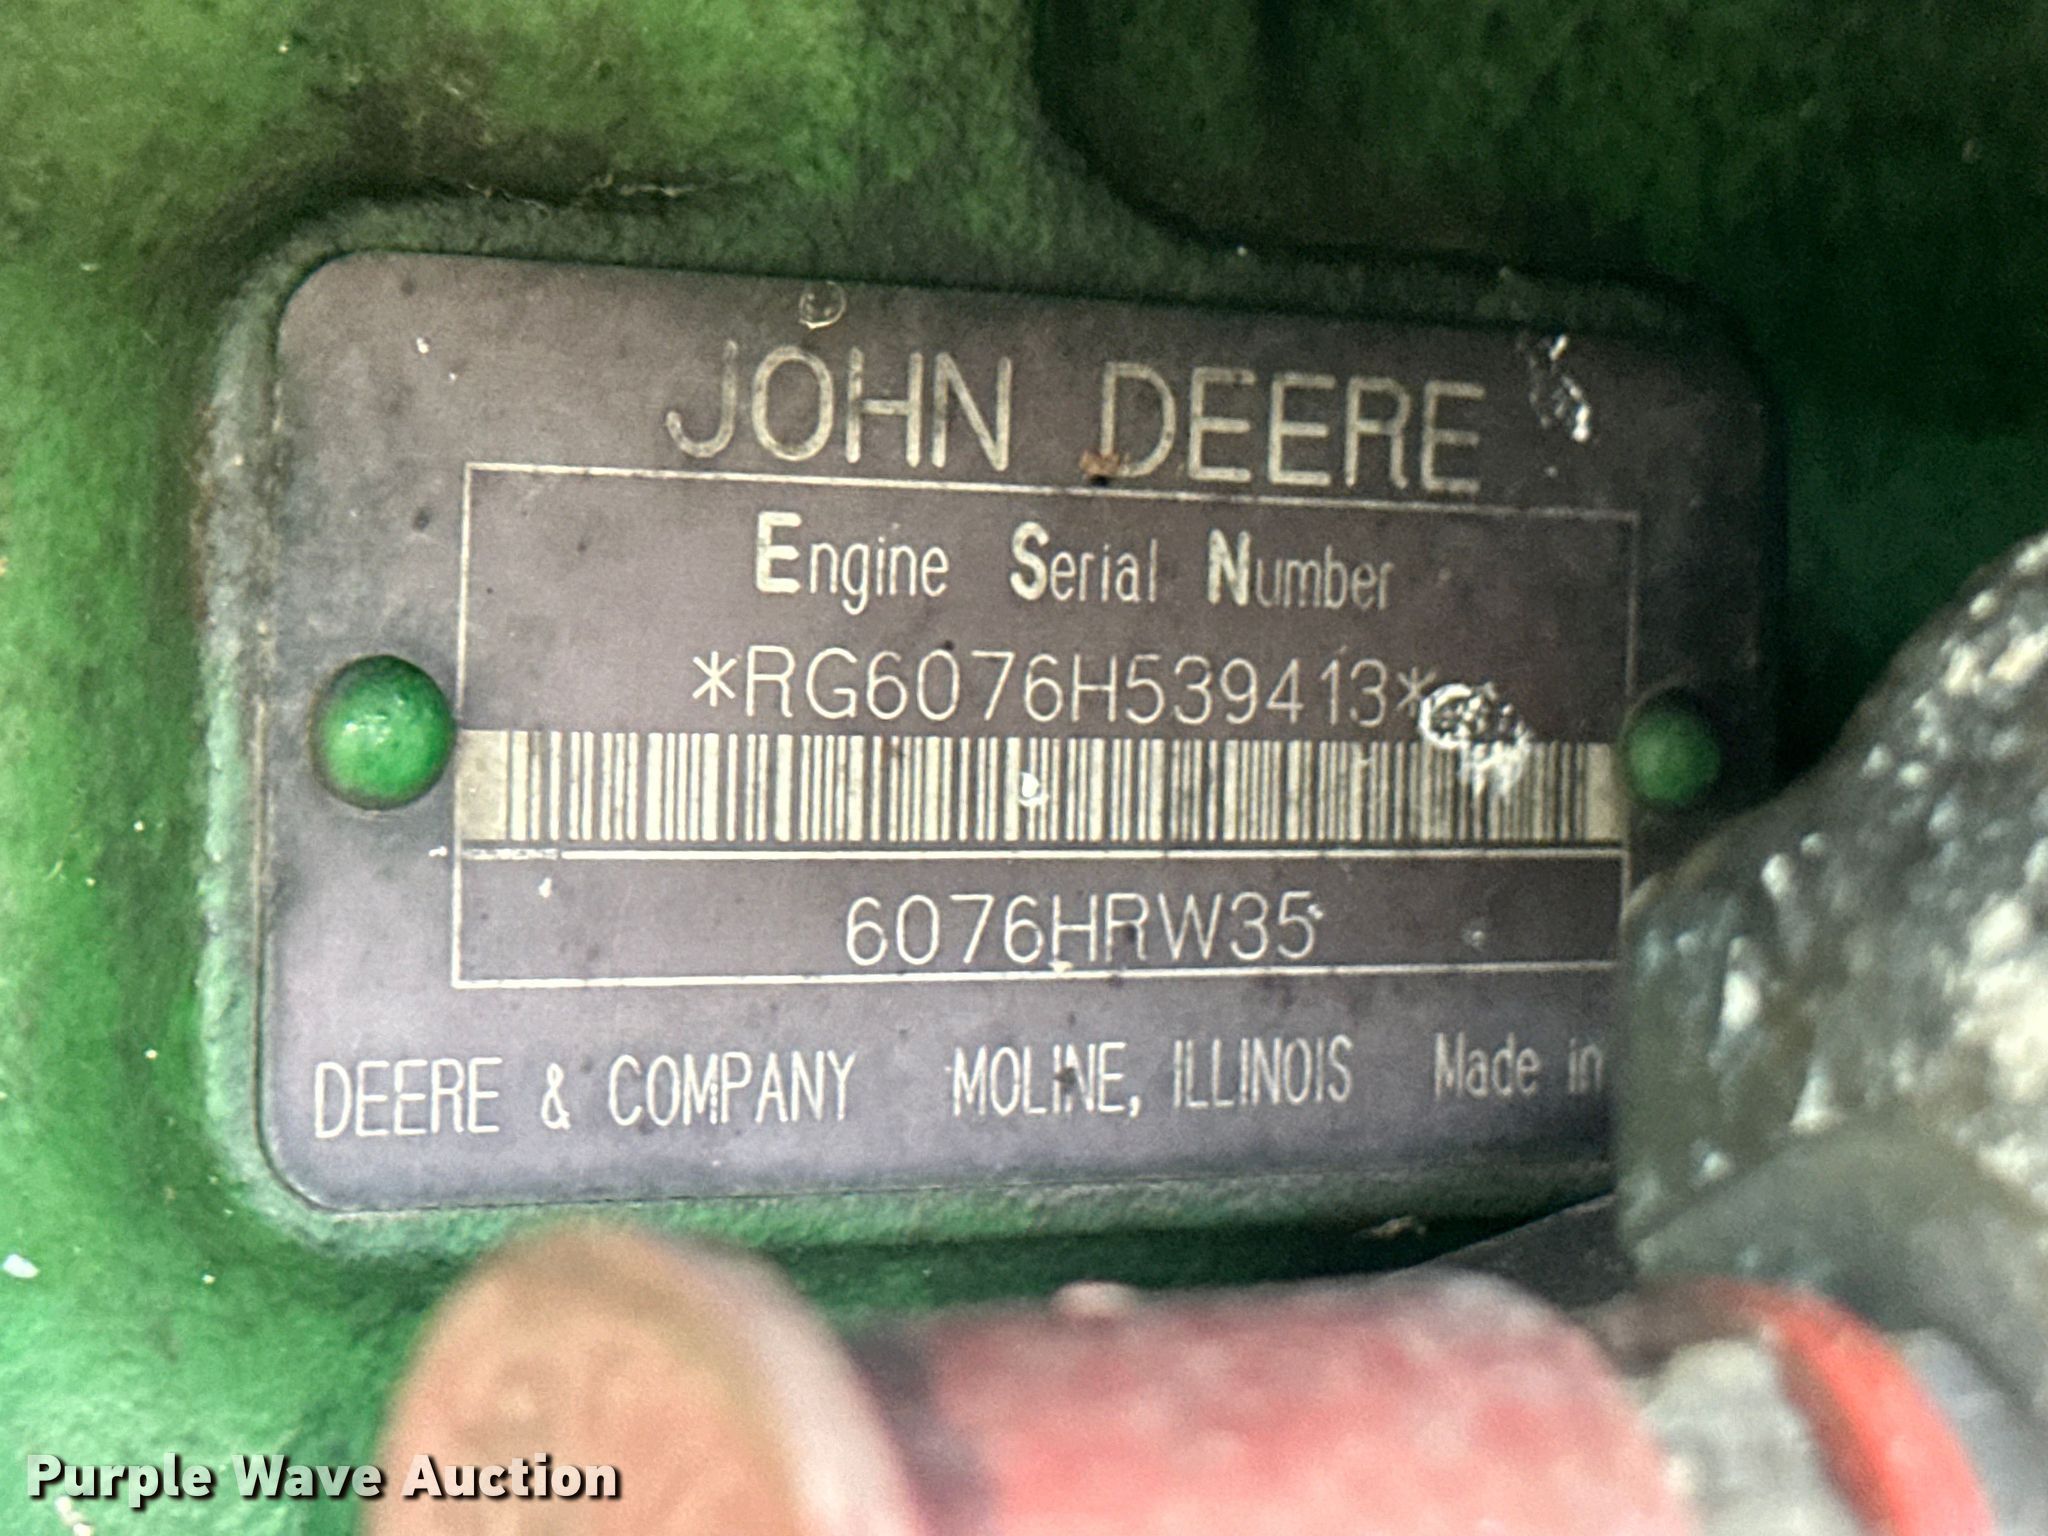 JOHN DEERE
Engine Serial Number
*RG6076H539413*
6076HRW35
DEERE & COMPANY MOLINE, ILLINOIS Made in
Purple Wave Auction